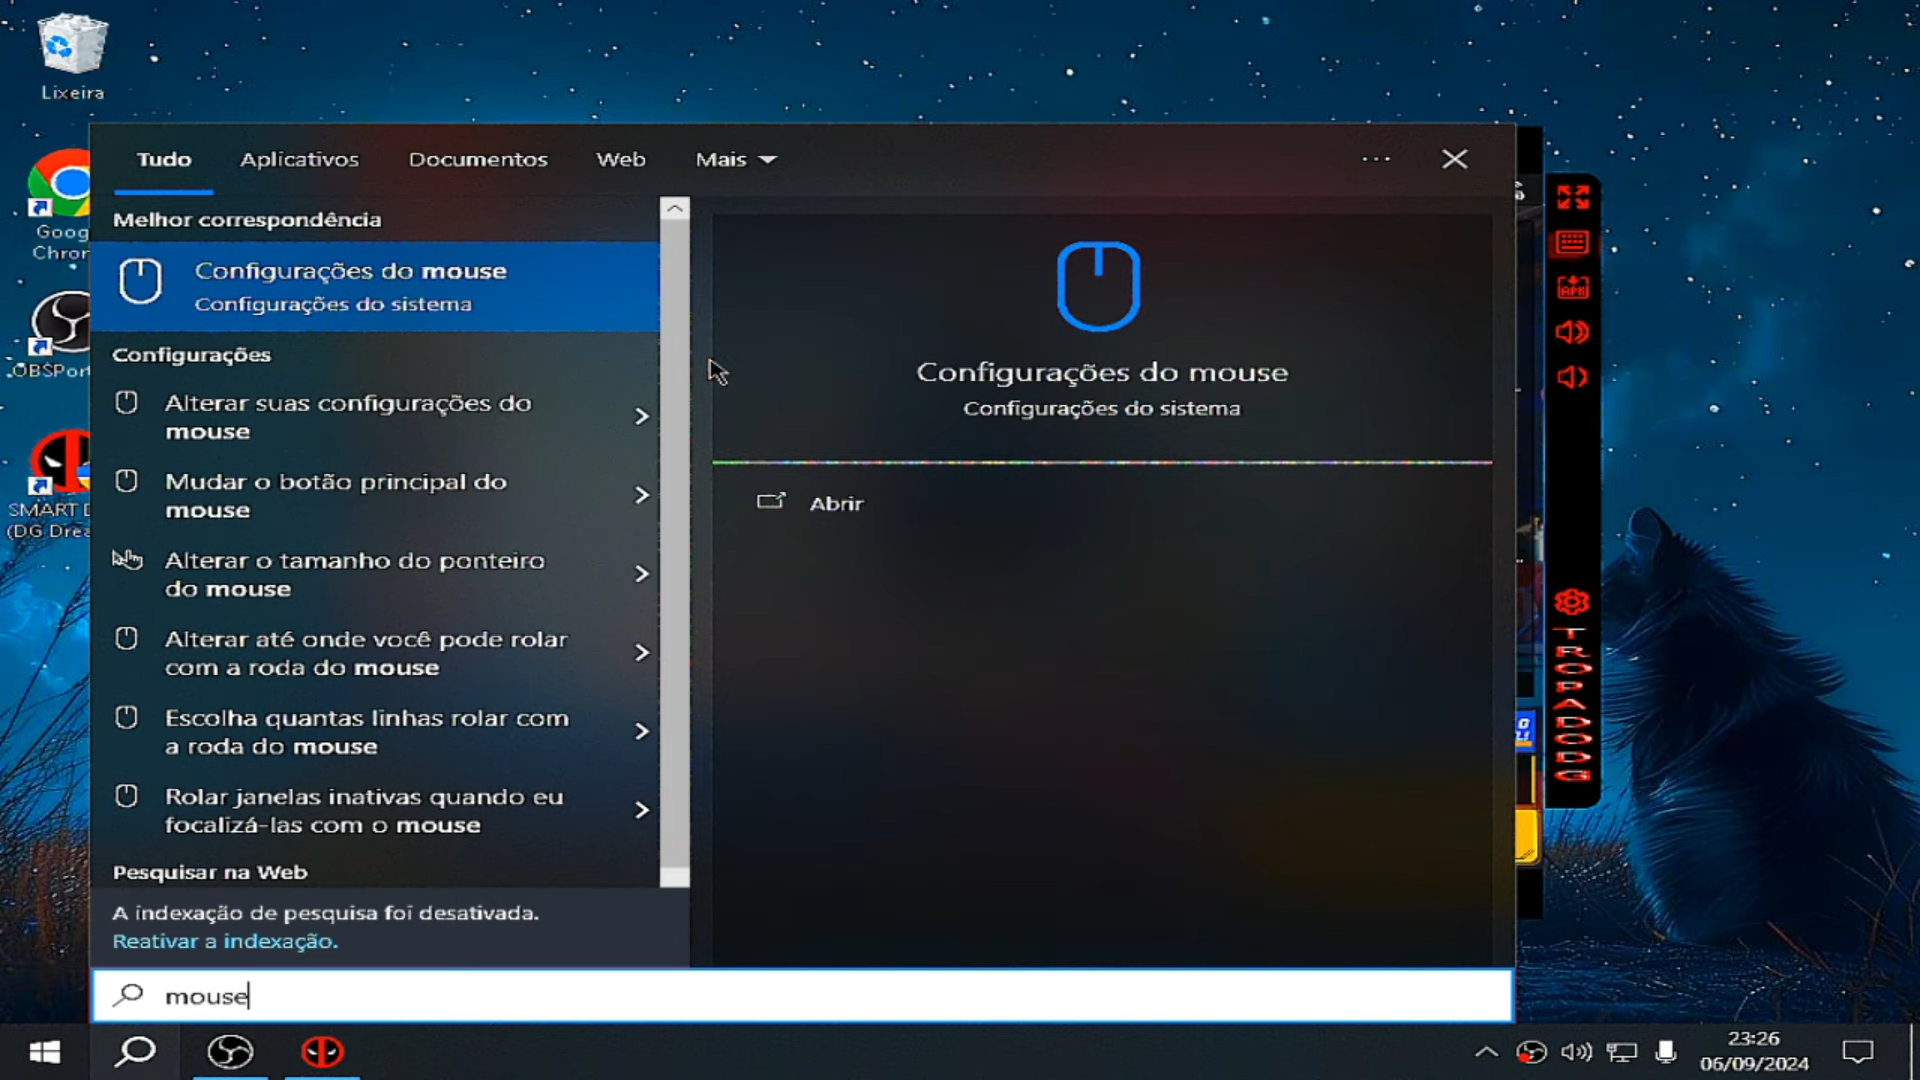 Lixeira
Tudo
Aplicativos
Documentos
Web
Mais
Melhor correspondência
Configurações do mouse
Configurações do sistema
Configurações
Alterar suas configurações do
mouse
Mudar o botão principal do
mouse
Alterar o tamanho do ponteiro
do mouse
Alterar até onde você pode rolar
com a roda do mouse
Escolha quantas linhas rolar com
a roda do mouse
Rolar janelas inativas quando eu
focalizá-las com o mouse
Pesquisar na Web
A indexação de pesquisa foi desativada.
Reativar a indexação.
mouse
Configurações do mouse
Configurações do sistema
Abrir
Goog
Chror
OBSPort
SMART
(DG Drea
APK
TROPADODG
23:26
06/09/2024